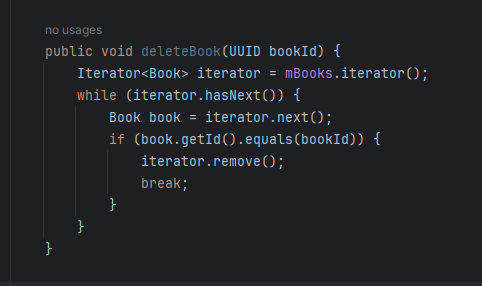 no usages
public void deleteBook(UUID bookId) {
    Iterator<Book> iterator = mBooks.iterator();
    while (iterator.hasNext()) {
        Book book = iterator.next();
        if (book.getId().equals(bookId)) {
            iterator.remove();
            break;
        }
    }
}